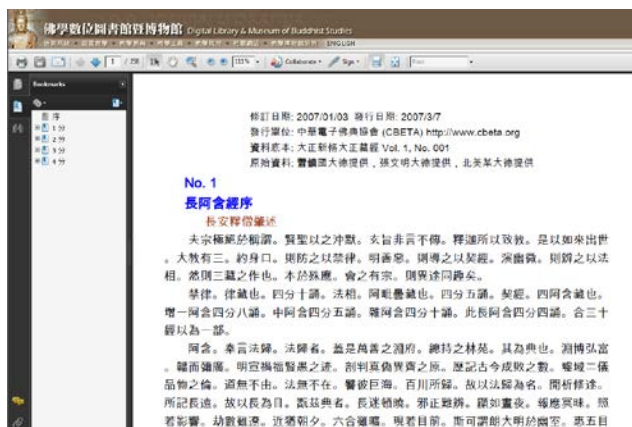 佛學數位圖書館暨博物館 Digital Library & Museum of Buddhist Studies
ENGLISH
1 / 258 111% Collaborate Sign Find
Bookmarks
修訂日期: 2007/01/03 發行日期: 2007/3/7
序
1 分
發行單位: 中華電子佛典協會 (CBETA) http://www.cbeta.org
2 分
資料底本: 大正新脩大正藏經 Vol. 1, No. 001
3 分
4 分
原始資料: 蕭鎮國大德提供，張文明大德提供，北美某大德提供
No. 1
長阿含經序
長安釋僧肇述
夫宗極絕於稱謂。賢聖以之沖默。玄旨非言不傳。釋迦所以致教。是以如來出世
。大教有三。約身口。則防之以禁律。明善惡。則導之以契經。演幽微。則辯之以法
相。然則三藏之作也。本於殊應。會之有宗。則異途同趣矣。
禁律。律藏也。四分十誦。法相。阿毗曇藏也。四分五誦。契經。四阿含藏也。
增一阿含四分八誦。中阿含四分五誦。雜阿含四分十誦。此長阿含四分四誦。合三十
經以為一部。
阿含。秦言法歸。法歸者。蓋是萬善之淵府。總持之林苑。其為典也。淵博弘富
。韞而彌廣。明宣禍福賢愚之迹。剖判真偽異齊之原。歷記古今成敗之數。墟域二儀
品物之倫。道無不由。法無不在。譬彼巨海。百川所歸。故以法歸為名。開析修途。
所記長遠。故以長為目。翫茲典者。長迷頓曉。邪正難辨。顯如晝夜。報應冥昧。照
若影響。劫數雖遼。近猶朝夕。六合雖曠。現若目前。斯可謂朗大明於幽室。惠五目